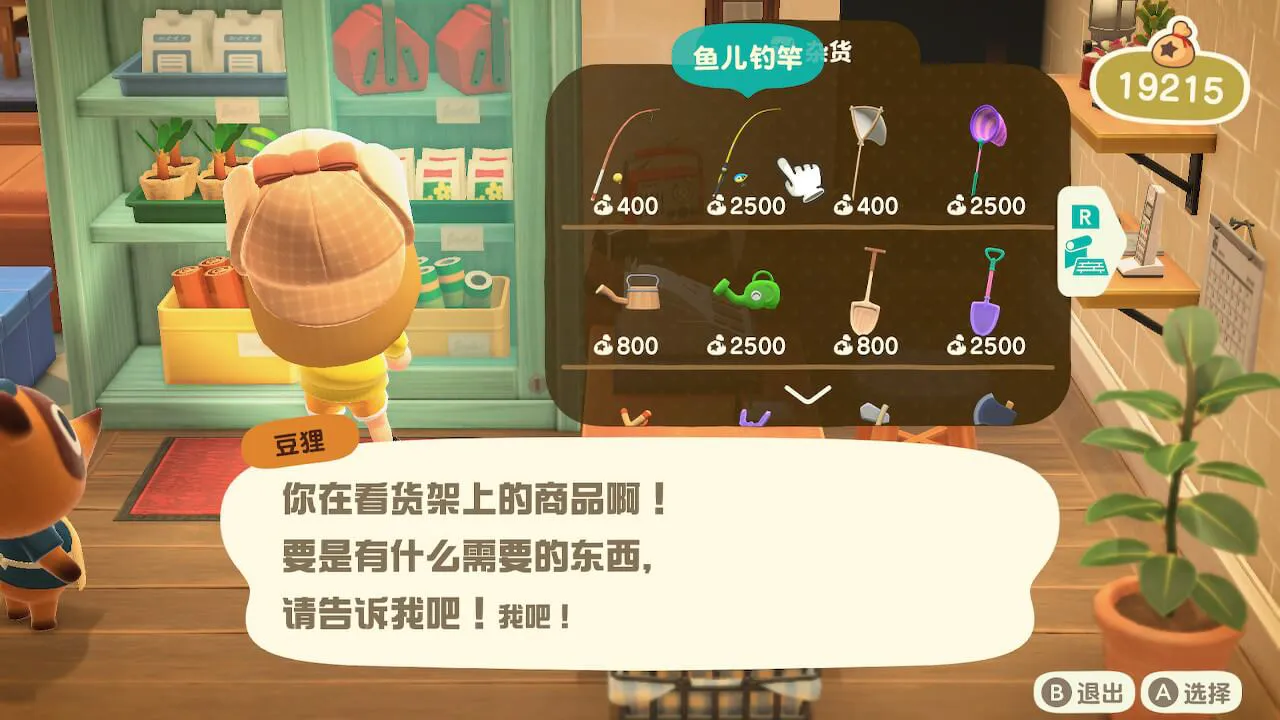 鱼儿钓竿
杂货
19215
400
2500
400
2500
R
800
2500
800
2500
豆狸
你在看货架上的商品啊！
要是有什么需要的东西，
请告诉我吧！我吧！
B 退出 A 选择